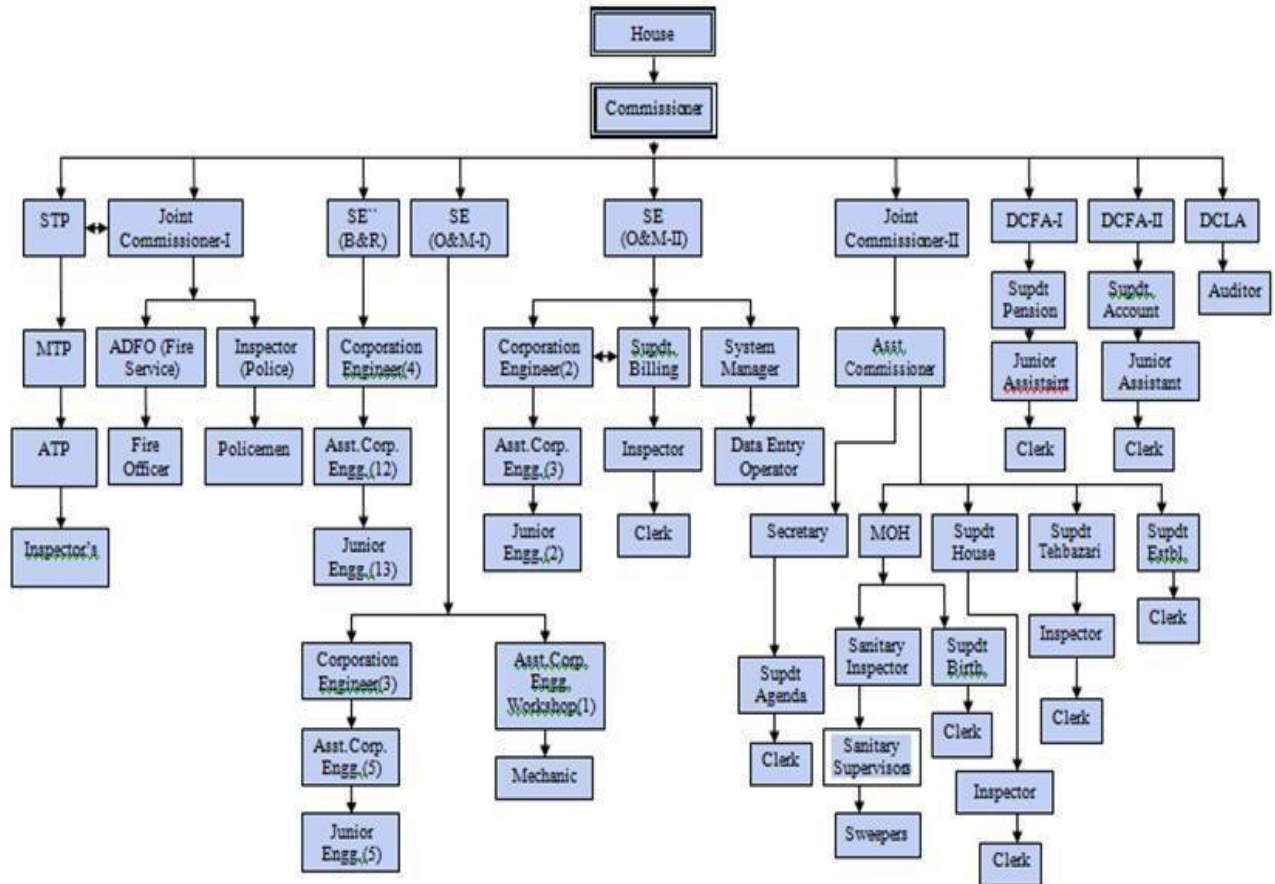 House
Commissioner
STP
Joint
Commissioner-I
SE``
(B&R)
SE
(O&M-I)
SE
(O&M-II)
Joint
Commissioner-II
DCFA-I
DCFA-II
DCLA
MTP
ADFO (Fire
Service)
Inspector
(Police)
Corporation
Engineer(4)
Corporation
Engineer(2)
Supdt.
Billing
System
Manager
Asst.
Commissioner
Supdt
Pension
Supdt.
Account
Auditor
Junior
Assistaint
Junior
Assistant
ATP
Fire
Officer
Policemen
Asst.Corp.
Engg.(12)
Asst.Corp.
Engg.(3)
Inspector
Data Entry
Operator
Clerk
Clerk
Inspector's
Junior
Engg.(13)
Junior
Engg.(2)
Clerk
Secretary
MOH
Supdt
House
Supdt
Tehbazari
Supdt
Estbl.
Corporation
Engineer(3)
Asst.Corp.
Engg.
Workshop(1)
Supdt
Agenda
Sanitary
Inspector
Supdt
Birth.
Inspector
Clerk
Asst.Corp.
Engg.(5)
Mechanic
Clerk
Sanitary
Supervisors
Clerk
Clerk
Junior
Engg.(5)
Sweepers
Inspector
Clerk